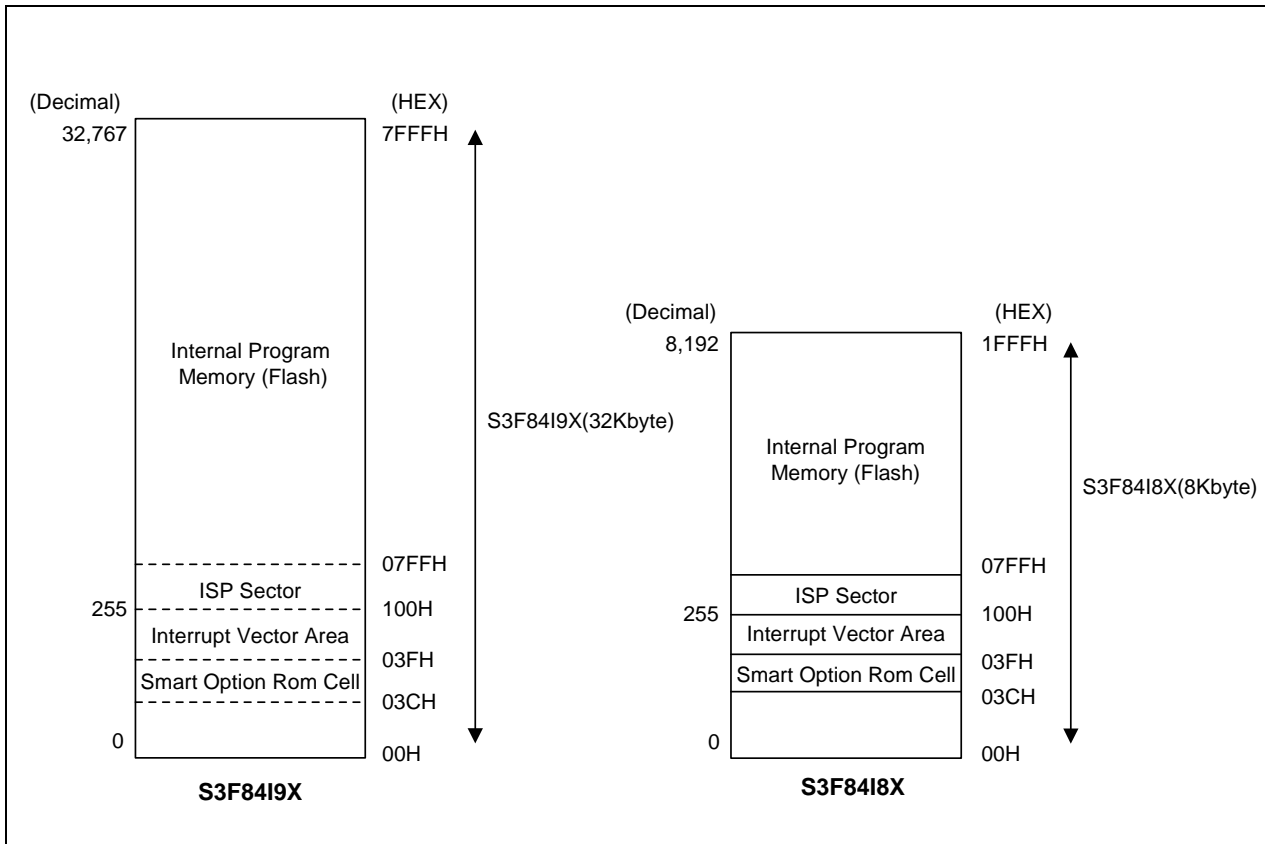 (Decimal) (HEX)
32,767 7FFFH
Internal Program
Memory (Flash)
S3F84I9X(32Kbyte)
07FFH
ISP Sector
255 100H
Interrupt Vector Area
03FH
Smart Option Rom Cell
03CH
0
00H
S3F84I9X
(Decimal) (HEX)
8,192 1FFFH
Internal Program
Memory (Flash)
S3F84I8X(8Kbyte)
07FFH
ISP Sector
255 100H
Interrupt Vector Area
03FH
Smart Option Rom Cell
03CH
0
00H
S3F84I8X